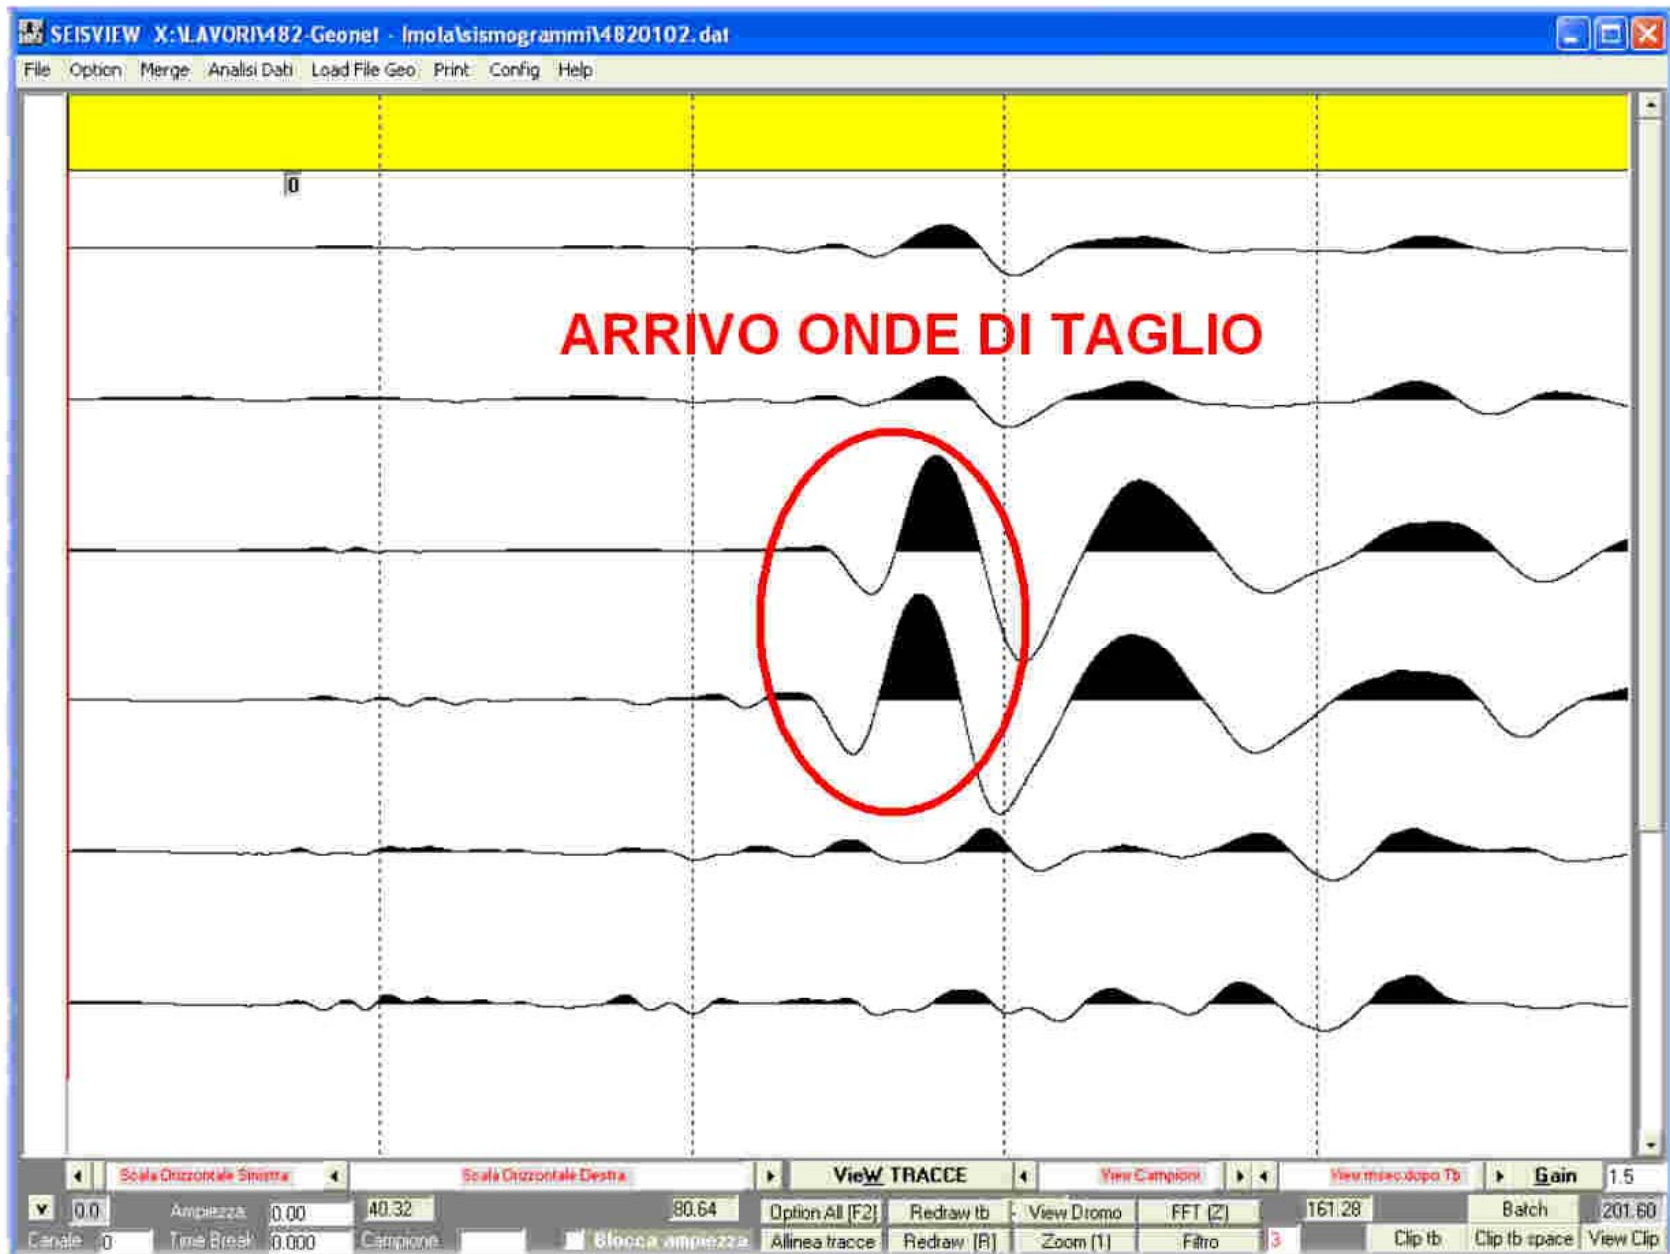 SEISVIEW X:\LAVORI\482-Geonet - Imola\sismogrammi\4820102.dat
File Option Merge Analisi Dati Load File Geo Print Config Help
0
ARRIVO ONDE DI TAGLIO
Scala Orizzontale Sinistra Scala Orizzontale Destra VieW TRACCE View Campioni View msec dopo Tb Gain 1.5
v 0.0 Ampiezza 0.00 40.32 80.64 Option All [F2] Redraw tb View Dromo FFT (Z) 161.28 Batch 201.60
Canale 0 Time Break 0.000 Campione Blocca ampiezza Allinea tracce Redraw [R] Zoom (1) Filtro 3 Clip tb Clip tb space View Clip